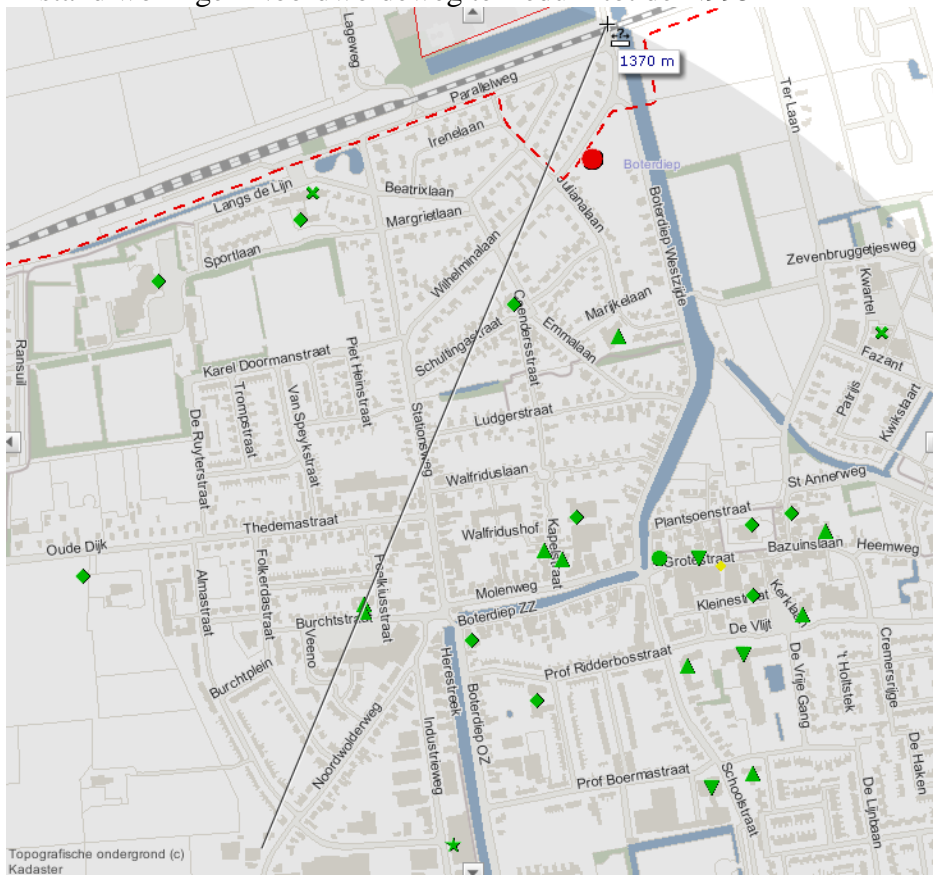 1370 m
Lageweg
Parallelweg
Ter Laan
Irenelaan
Boterdiep
Langs de Lijn
Beatrixlaan
Julianalaan
Margrietlaan
Boterdiep Westzijde
Sportlaan
Wilhelminalaan
Zevenbruggetjesweg
Kwartel
Marijkelaan
Coendersstraat
Emmalaan
Schultingastraat
Ransuil
Karel Doormanstraat
Piet Heinstraat
Fazant
Patrijs
Kwikstaart
Trompstraat
Van Speykstraat
De Ruyterstraat
Stationsweg
Ludgerstraat
Walfriduslaan
St Annerweg
Plantsoenstraat
Thedemastraat
Walfridushof
Kapelstraat
Oude Dijk
Bazuinslaan
Heemweg
Grotestraat
Folkerdastraat
Almastraat
Molenweg
Kleinestraat
Kerklaan
Burchtstraat
Veeno
Boterdiep ZZ
De Vlijt
Prof Ridderbosstraat
Herestreek
Burchtplein
De Vrije Gang
't Holtstek
Cremersrijge
Boterdiep OZ
Noordwolderweg
Industrieweg
De Haken
Prof Boermastraat
Schoolstraat
De Lijnbaan
Topografische ondergrond (c)
Kadaster